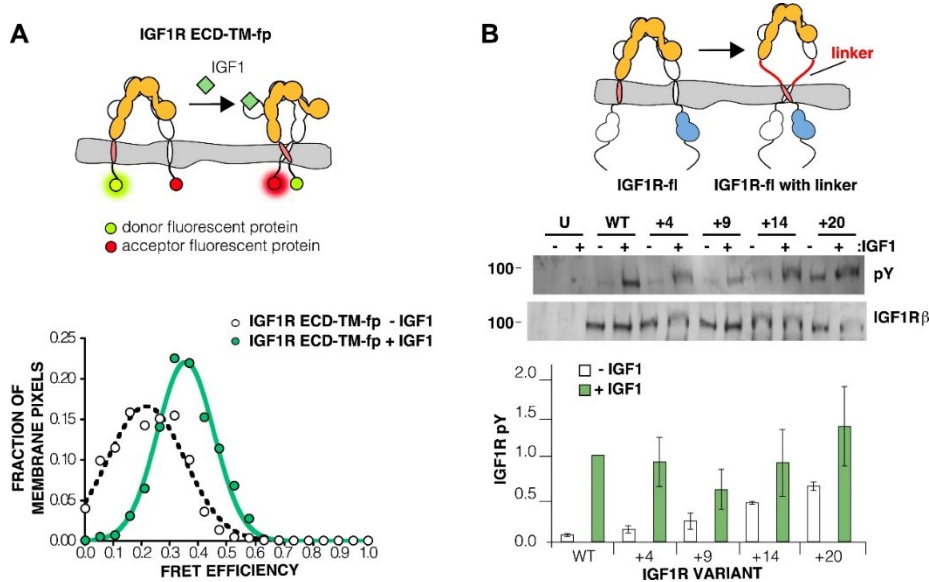 A
IGF1R ECD-TM-fp
IGF1
donor fluorescent protein
acceptor fluorescent protein
IGF1R ECD-TM-fp - IGF1
IGF1R ECD-TM-fp + IGF1
FRACTION OF
MEMBRANE PIXELS
0.25
0.20
0.15
0.10
0.05
0.00
0.0 0.1 0.2 0.3 0.4 0.5 0.6 0.7 0.8 0.9 1.0
FRET EFFICIENCY
B
linker
IGF1R-fl
IGF1R-fl with linker
U WT +4 +9 +14 +20
- + - + - + - + - + - + :IGF1
100
pY
100
IGF1Rβ
- IGF1
+ IGF1
IGF1R pY
2.0
1.5
1.0
0.5
0.0
WT +4 +9 +14 +20
IGF1R VARIANT